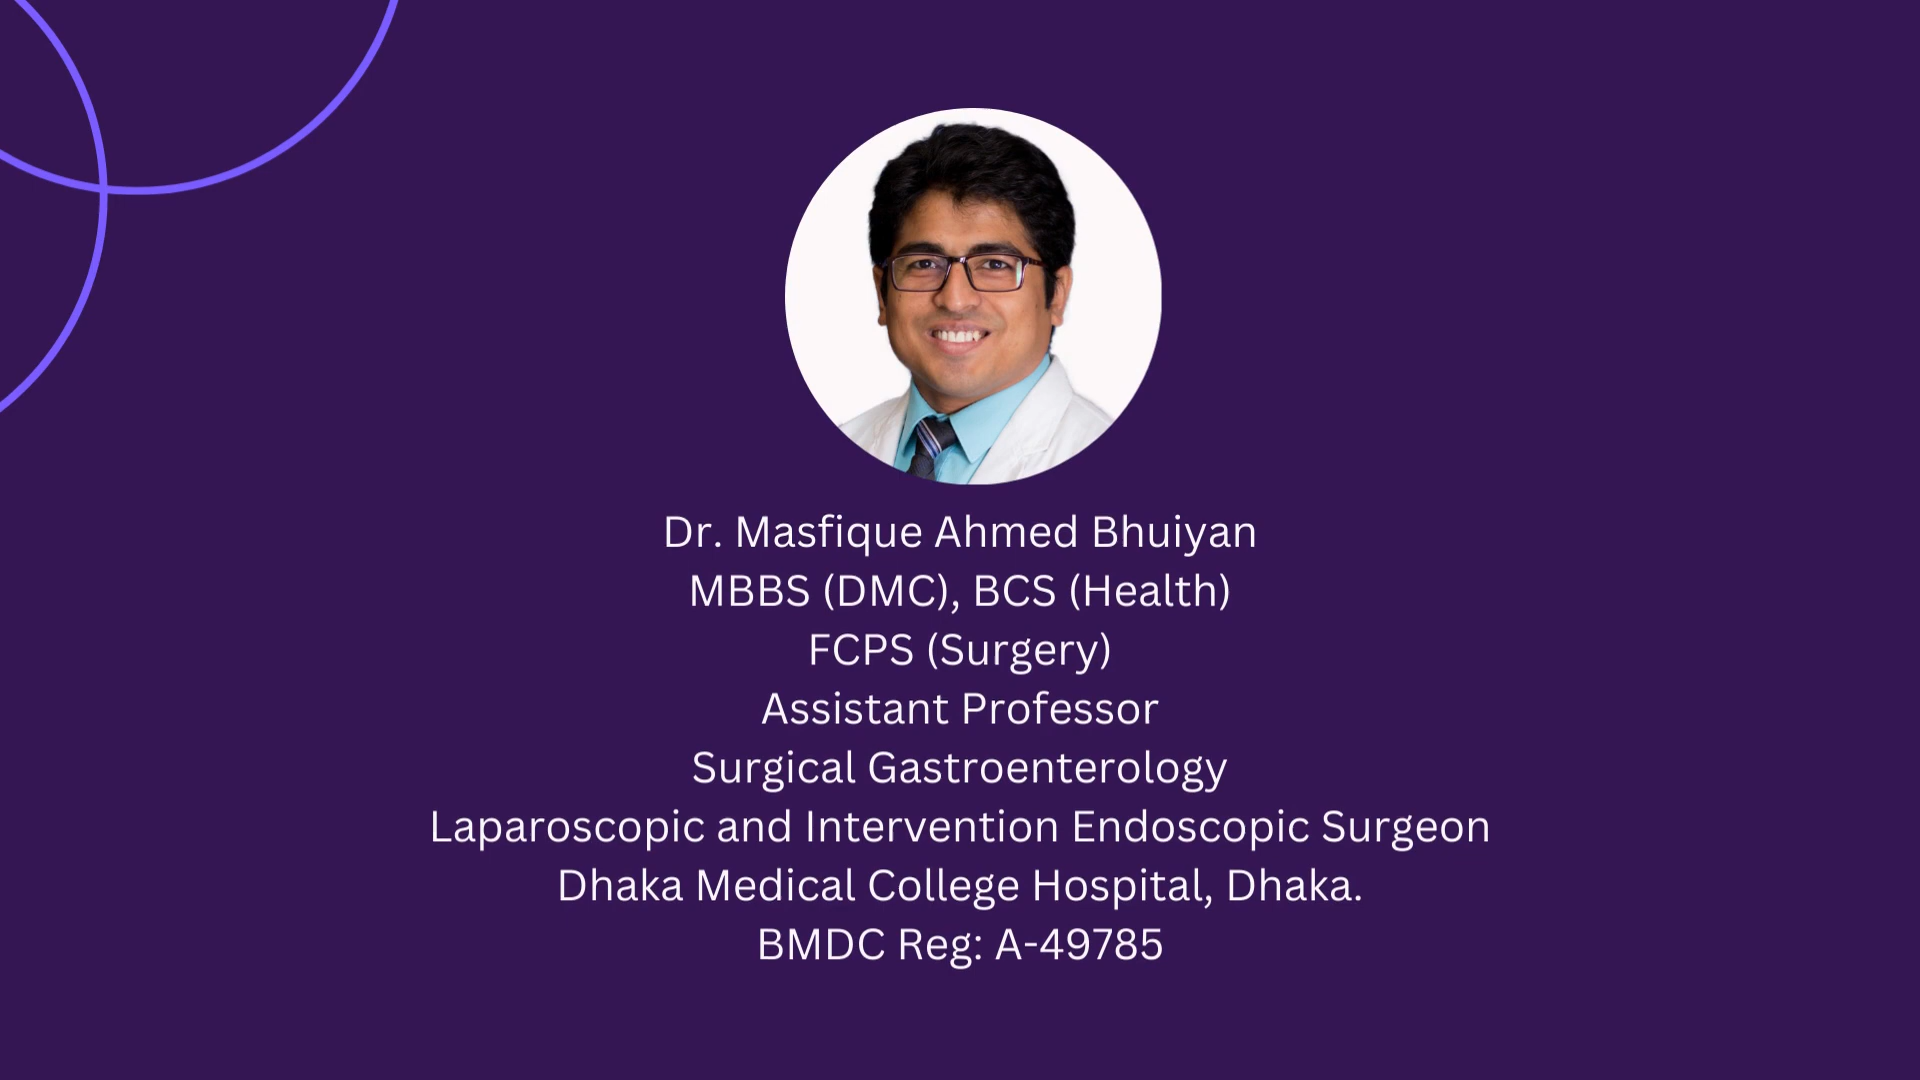 Dr. Masfique Ahmed Bhuiyan
MBBS (DMC), BCS (Health)
FCPS (Surgery)
Assistant Professor
Surgical Gastroenterology
Laparoscopic and Intervention Endoscopic Surgeon
Dhaka Medical College Hospital, Dhaka.
BMDC Reg: A-49785